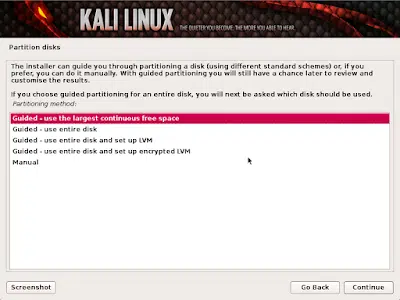 KALI LINUX
THE QUIETER YOU BECOME, THE MORE YOU ARE ABLE TO HEAR.
Partition disks
The installer can guide you through partitioning a disk (using different standard schemes) or, if you
prefer, you can do it manually. With guided partitioning you will still have a chance later to review and
customise the results.
If you choose guided partitioning for an entire disk, you will next be asked which disk should be used.
Partitioning method:
Guided - use the largest continuous free space
Guided - use entire disk
Guided - use entire disk and set up LVM
Guided - use entire disk and set up encrypted LVM
Manual
Screenshot
Go Back
Continue